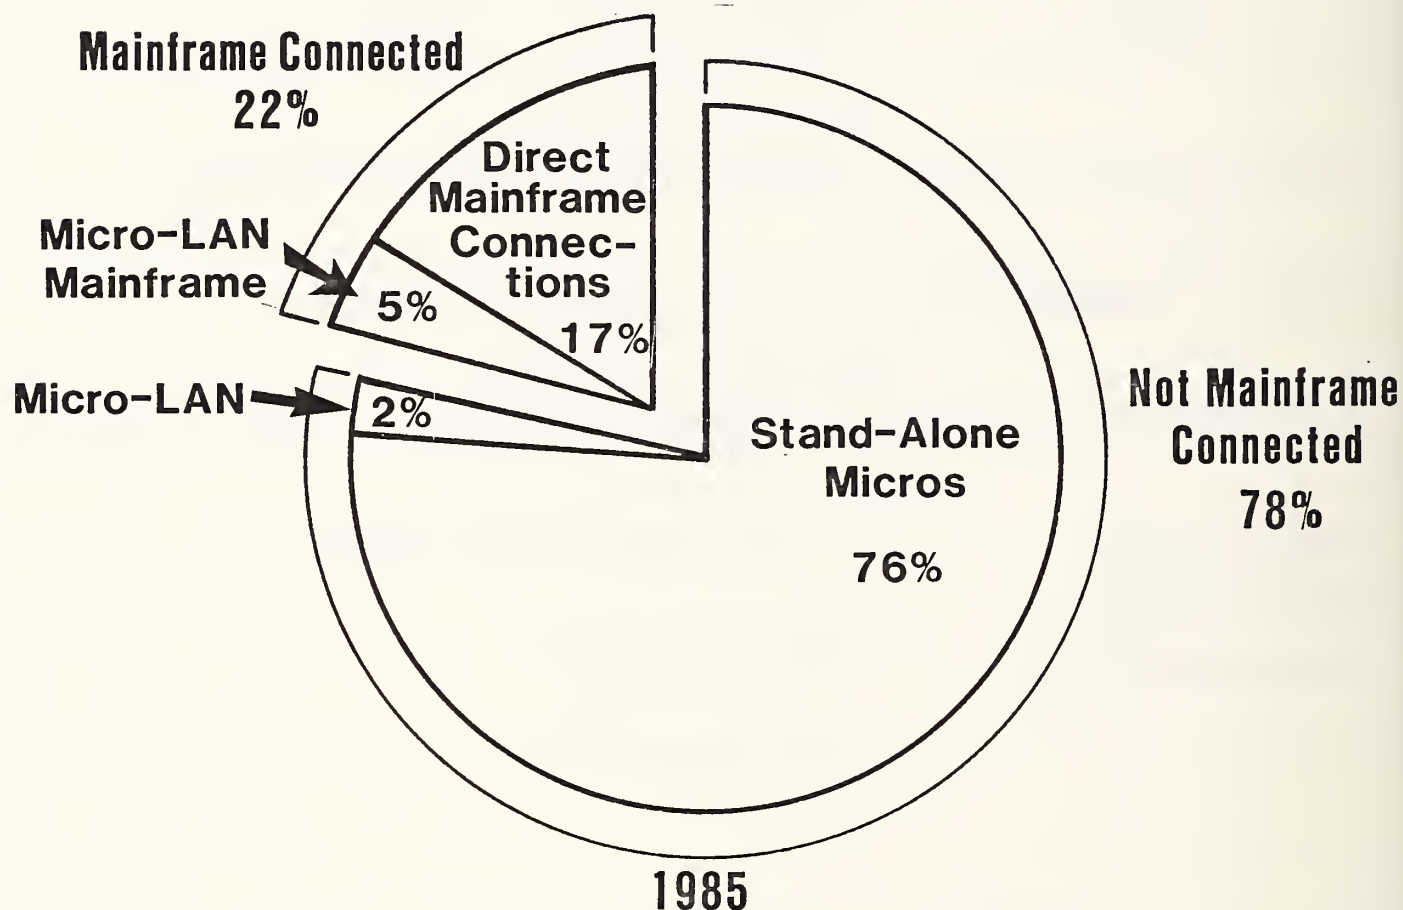 Mainframe Connected
22%
Direct
Mainframe
Connec-
tions
17%
Micro-LAN
Mainframe
5%
Micro-LAN
2%
Stand-Alone
Micros
76%
Not Mainframe
Connected
78%
1985